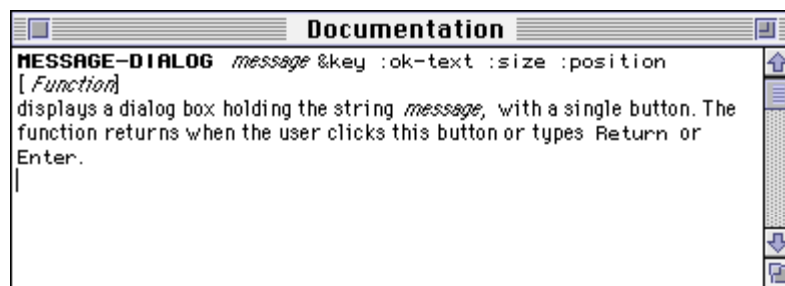 Documentation
MESSAGE-DIALOG message &key :ok-text :size :position
[Function]
displays a dialog box holding the string message, with a single button. The
function returns when the user clicks this button or types Return or
Enter.